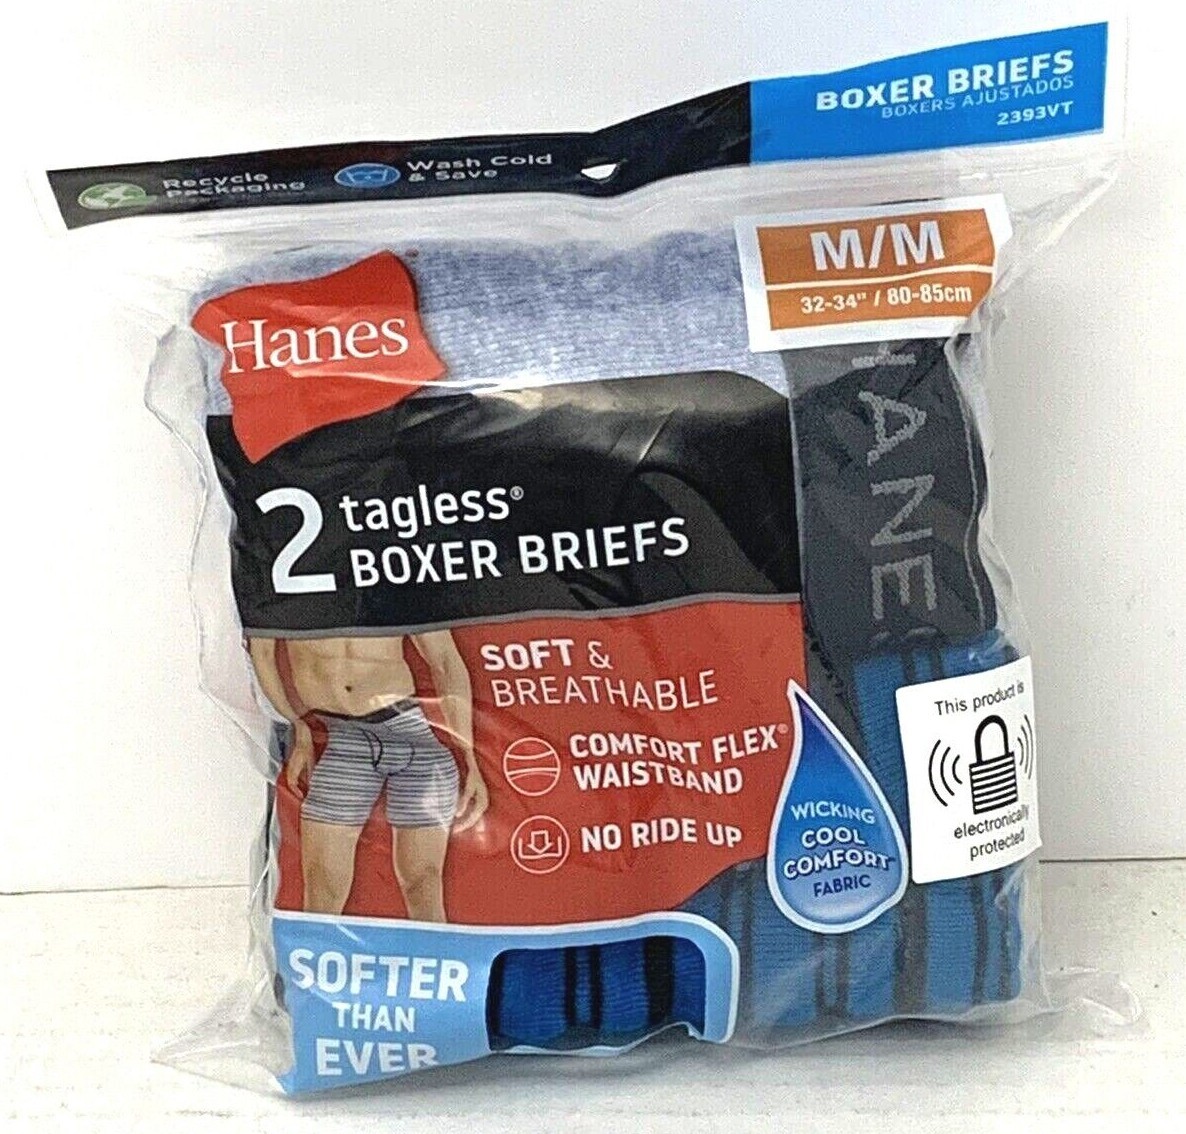 Recycle
Packaging
Wash Cold
& Save
BOXER BRIEFS
BOXERS AJUSTADOS
2393VT
M/M
32-34" / 80-85cm
Hanes
HANES
2 tagless®
BOXER BRIEFS
SOFT &
BREATHABLE
COMFORT FLEX®
WAISTBAND
NO RIDE UP
WICKING
COOL
COMFORT™
FABRIC
This product is
electronically
protected
SOFTER
THAN
EVER